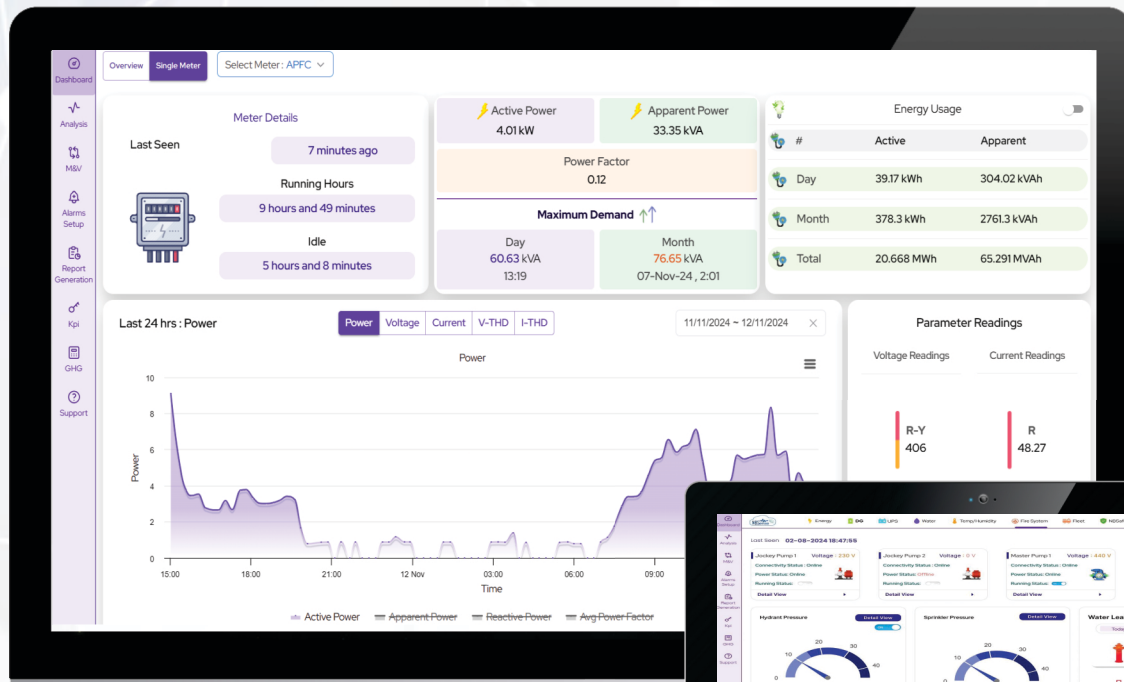 Dashboard
Analysis
M&V
Alarms
Setup
Report
Generation
Kpi
GHG
Support
Overview
Single Meter
Select Meter : APFC
Meter Details
Last Seen
7 minutes ago
Running Hours
9 hours and 49 minutes
Idle
5 hours and 8 minutes
Active Power
4.01 kW
Apparent Power
33.35 kVA
Power Factor
0.12
Maximum Demand
Day
60.63 kVA
13:19
Month
76.65 kVA
07-Nov-24 , 2:01
Energy Usage
# Active Apparent
Day 39.17 kWh 304.02 kVAh
Month 378.3 kWh 2761.3 kVAh
Total 20.668 MWh 65.291 MVAh
Last 24 hrs : Power
Power Voltage Current V-THD I-THD
11/11/2024 ~ 12/11/2024
Power
Power
10
8
6
4
2
0
15:00 18:00 21:00 12 Nov 03:00 06:00 09:00
Time
Active Power Apparent Power Reactive Power Avg Power Factor
Parameter Readings
Voltage Readings Current Readings
R-Y
406
R
48.27
Energy DG UPS Water Temp/Humidity Fire System Fleet
Last Seen 02-08-2024 18:47:55
Jockey Pump 1 Voltage : 230 V
Connectivity Status : Online
Power Status: Online
Running Status:
Detail View
Jockey Pump 2 Voltage : 0 V
Connectivity Status : Online
Power Status: Offline
Running Status:
Detail View
Master Pump 1 Voltage : 440 V
Connectivity Status : Online
Power Status: Online
Running Status:
Detail View
Hydrant Pressure
Detail View
0 10 20 30 40
Sprinkler Pressure
Detail View
0 10 20 30 40
Water Lea
Analysis
M&V
Alarms
Setup
Report
Generation
Kpi
Support